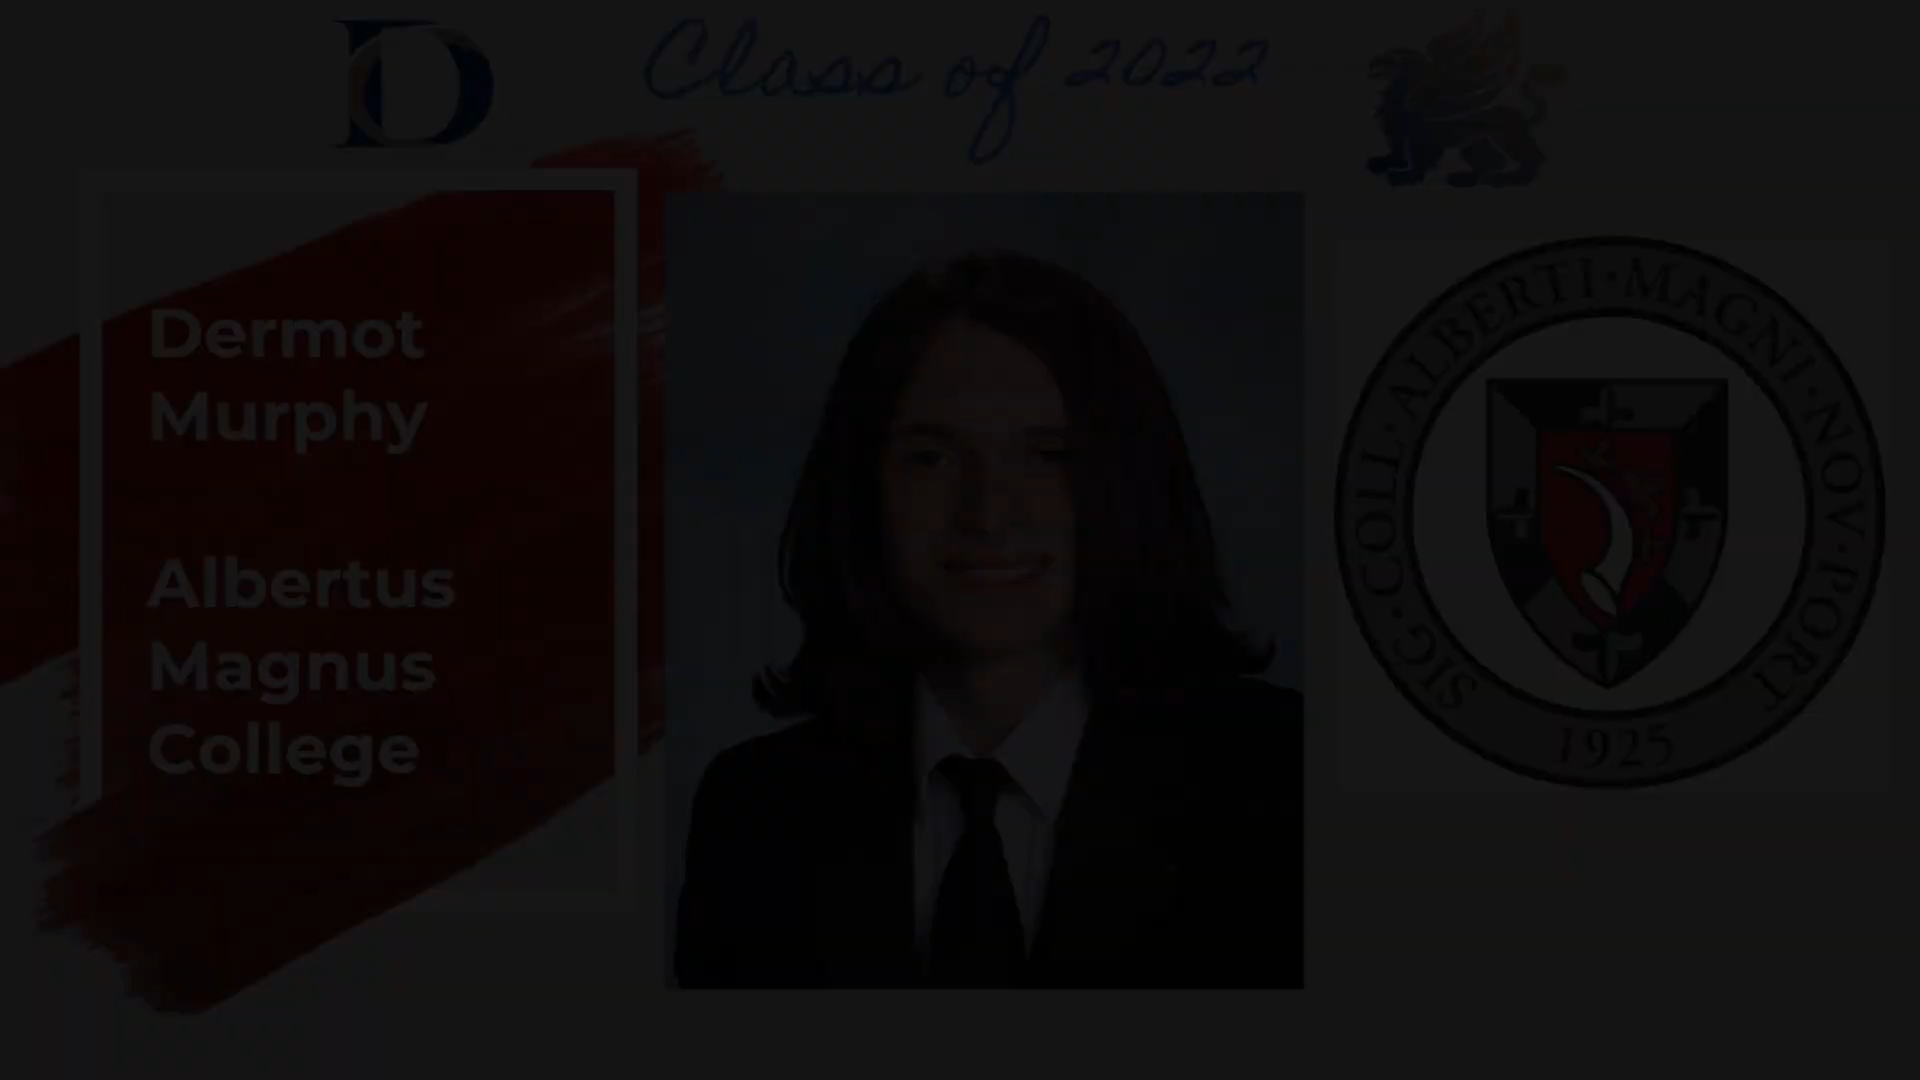 D
Class of 2022
Dermot
Murphy
Albertus
Magnus
College
SIG·COLL·ALBERTI·MAGNI·NOV·PORT
1925